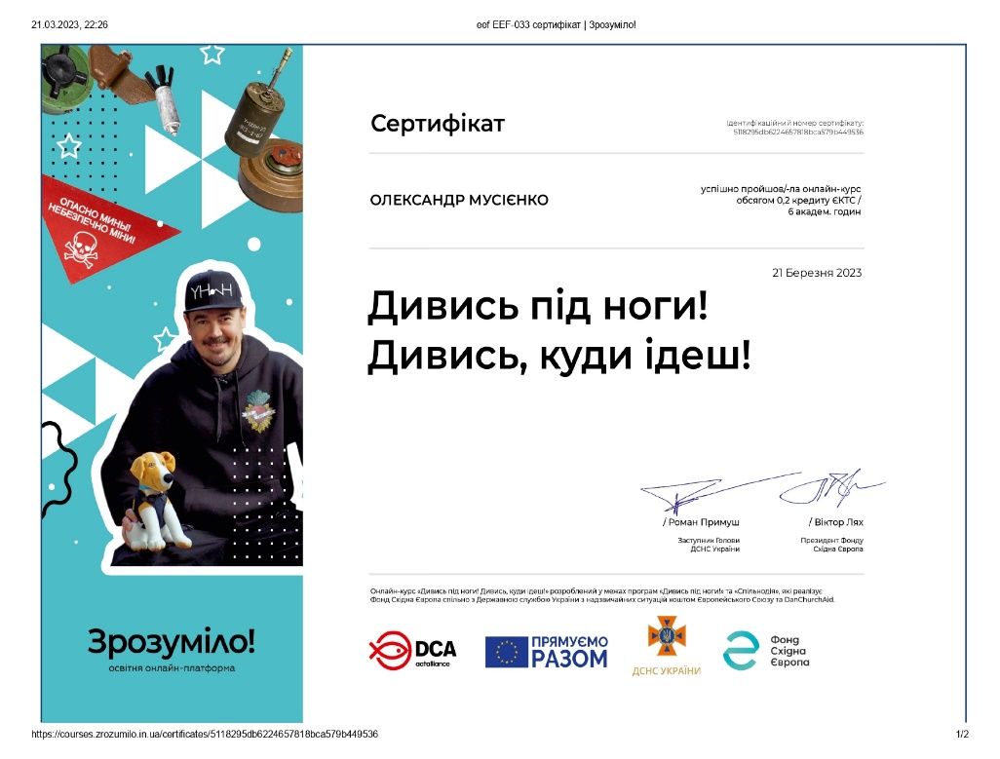 21.03.2023, 22:26
eef EEF-033 сертифікат | Зрозуміло!
ОПАСНО МИНЫ!
НЕБЕЗПЕЧНО МІНИ!
YHWH
Сертифікат
Ідентифікаційний номер сертифікату:
5118295db6224657818bca579b449536
ОЛЕКСАНДР МУСІЄНКО
успішно пройшов/-ла онлайн-курс
обсягом 0,2 кредиту ЄКТС /
6 академ. годин
21 Березня 2023
Дивись під ноги!
Дивись, куди ідеш!
/ Роман Примуш
Заступник Голови
ДСНС України
/ Віктор Лях
Президент Фонду
Східна Європа
Онлайн-курс «Дивись під ноги! Дивись, куди ідеш!» розроблений у межах програм «Дивись під ноги!» та «Спільнодія», які реалізує
Фонд Східна Європа спільно з Державною службою України з надзвичайних ситуацій коштом Європейського Союзу та DanChurchAid.
Зрозуміло!
освітня онлайн-платформа
DCA
actalliance
ПРЯМУЄМО
РАЗОМ
ДСНС УКРАЇНИ
Фонд
Східна
Європа
https://courses.zrozumilo.in.ua/certificates/5118295db6224657818bca579b449536
1/2